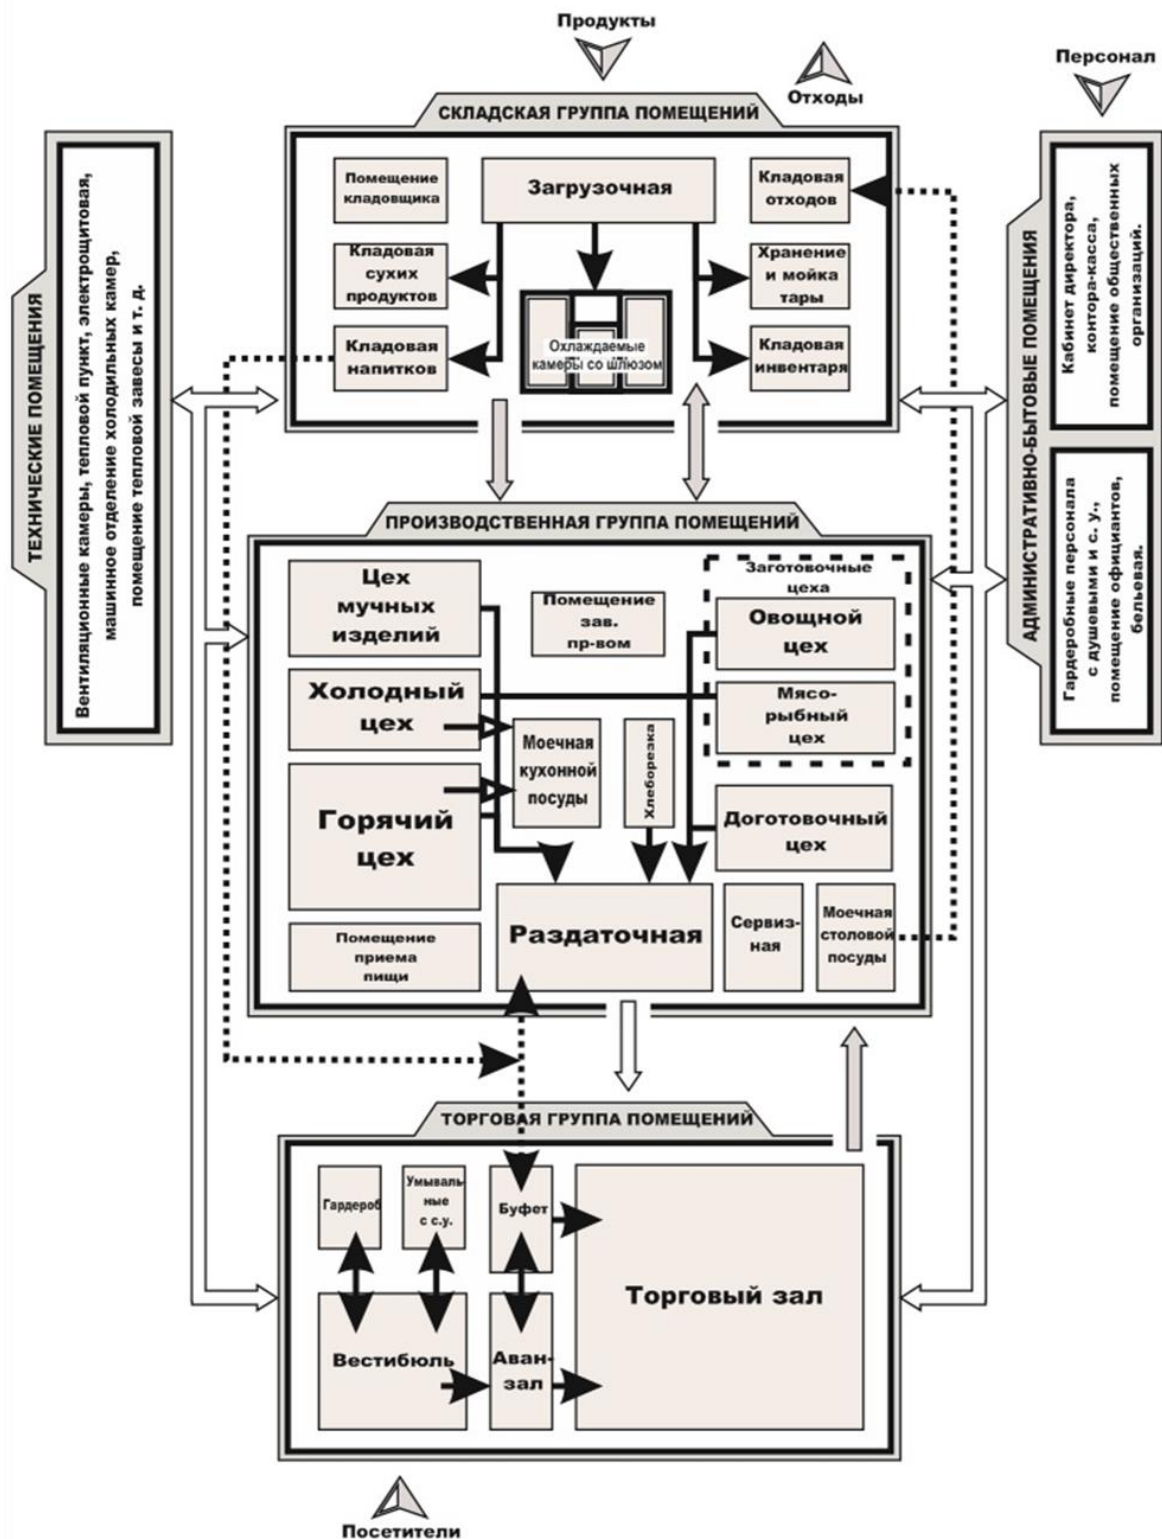 Продукты
Отходы
Персонал
СКЛАДСКАЯ ГРУППА ПОМЕЩЕНИЙ
Помещение
кладовщика
Загрузочная
Кладовая
отходов
Кладовая
сухих
продуктов
Хранение
и мойка
тары
Охлаждаемые
камеры со шлюзом
Кладовая
напитков
Кладовая
инвентаря
ТЕХНИЧЕСКИЕ ПОМЕЩЕНИЯ
Вентиляционные камеры, тепловой пункт, электрощитовая,
машинное отделение холодильных камер,
помещение тепловой завесы и т. д.
АДМИНИСТРАТИВНО-БЫТОВЫЕ ПОМЕЩЕНИЯ
Кабинет директора,
контора-касса,
помещение общественных
организаций.
Гардеробные персонала
с душевыми и с. у.,
помещение официантов,
бельевая.
ПРОИЗВОДСТВЕННАЯ ГРУППА ПОМЕЩЕНИЙ
Цех
мучных
изделий
Помещение
зав.
пр-вом
Заготовочные
цеха
Овощной
цех
Холодный
цех
Мясо-
рыбный
цех
Моечная
кухонной
посуды
Хлеборезка
Горячий
цех
Доготовочный
цех
Помещение
приема
пищи
Раздаточная
Сервиз-
ная
Моечная
столовой
посуды
ТОРГОВАЯ ГРУППА ПОМЕЩЕНИЙ
Гардероб
Умываль-
ные
с с.у.
Буфет
Торговый зал
Вестибюль
Аван-
зал
Посетители